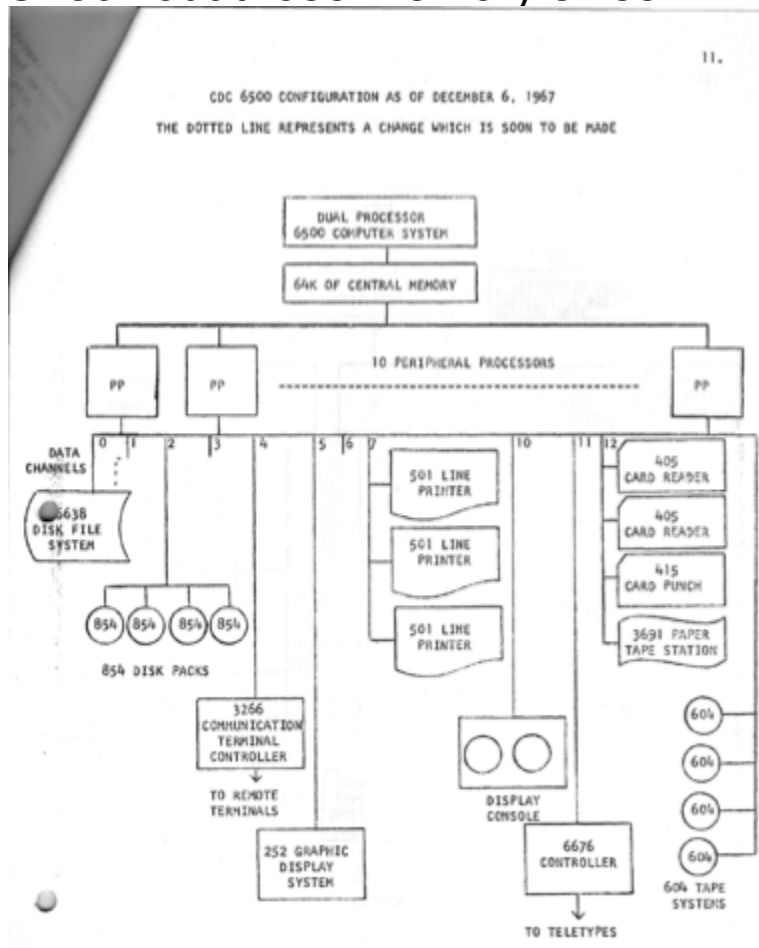 11.
CDC 6500 CONFIGURATION AS OF DECEMBER 6, 1967
THE DOTTED LINE REPRESENTS A CHANGE WHICH IS SOON TO BE MADE
DUAL PROCESSOR
6500 COMPUTER SYSTEM
64K OF CENTRAL MEMORY
10 PERIPHERAL PROCESSORS
PP
PP
PP
DATA
CHANNELS
0
1
2
3
4
5
6
7
10
11
12
6638
DISK FILE
SYSTEM
854
854
854
854
854 DISK PACKS
3266
COMMUNICATION
TERMINAL
CONTROLLER
TO REMOTE
TERMINALS
252 GRAPHIC
DISPLAY
SYSTEM
501 LINE
PRINTER
501 LINE
PRINTER
501 LINE
PRINTER
DISPLAY
CONSOLE
6676
CONTROLLER
TO TELETYPES
405
CARD READER
405
CARD READER
415
CARD PUNCH
3691 PAPER
TAPE STATION
604
604
604
604
604 TAPE
SYSTEMS